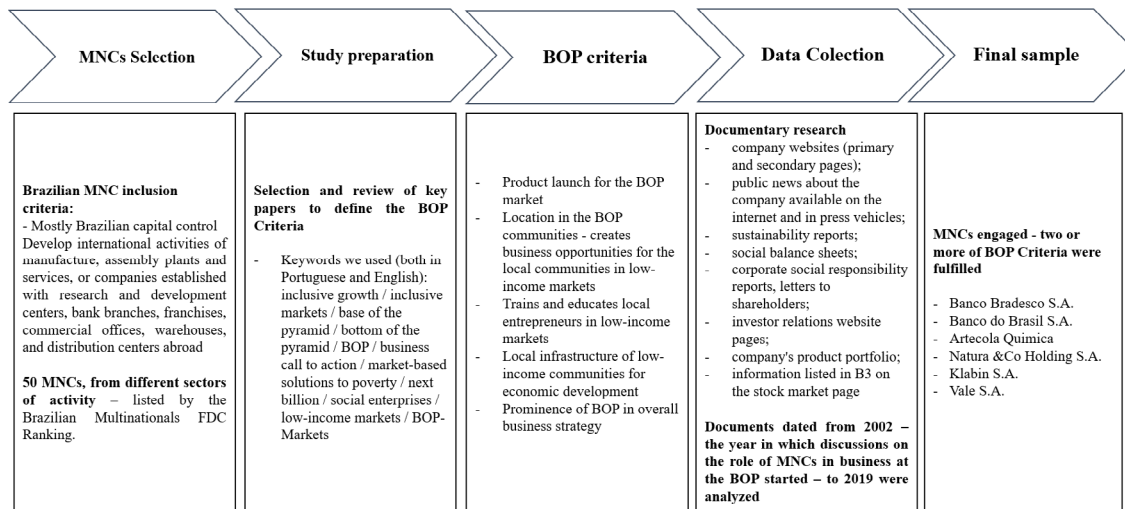 MNCs Selection
Study preparation
BOP criteria
Data Colection
Final sample
Brazilian MNC inclusion
criteria:
- Mostly Brazilian capital control
Develop international activities of
manufacture, assembly plants and
services, or companies established
with research and development
centers, bank branches, franchises,
commercial offices, warehouses,
and distribution centers abroad
50 MNCs, from different sectors
of activity – listed by the
Brazilian Multinationals FDC
Ranking.
Selection and review of key
papers to define the BOP
Criteria
- Keywords we used (both in
Portuguese and English):
inclusive growth / inclusive
markets / base of the
pyramid / bottom of the
pyramid / BOP / business
call to action / market-based
solutions to poverty / next
billion / social enterprises /
low-income markets / BOP-
Markets
- Product launch for the BOP
market
- Location in the BOP
communities - creates
business opportunities for the
local communities in low-
income markets
- Trains and educates local
entrepreneurs in low-income
markets
- Local infrastructure of low-
income communities for
economic development
- Prominence of BOP in overall
business strategy
Documentary research
- company websites (primary
and secondary pages);
- public news about the
company available on the
internet and in press vehicles;
- sustainability reports;
- social balance sheets;
- corporate social responsibility
reports, letters to
shareholders;
- investor relations website
pages;
- company's product portfolio;
- information listed in B3 on
the stock market page
Documents dated from 2002 –
the year in which discussions on
the role of MNCs in business at
the BOP started – to 2019 were
analyzed
MNCs engaged - two or
more of BOP Criteria were
fulfilled
- Banco Bradesco S.A.
- Banco do Brasil S.A.
- Artecola Quimica
- Natura &Co Holding S.A.
- Klabin S.A.
- Vale S.A.